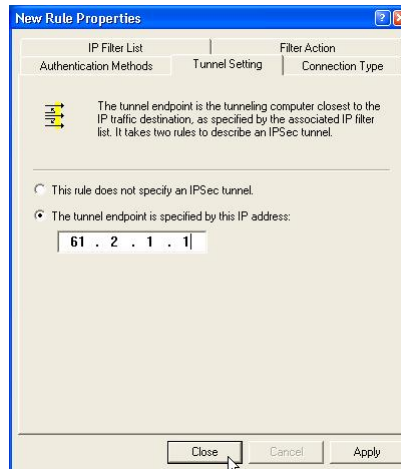 New Rule Properties
IP Filter List Filter Action
Authentication Methods Tunnel Setting Connection Type
The tunnel endpoint is the tunneling computer closest to the
IP traffic destination, as specified by the associated IP filter
list. It takes two rules to describe an IPSec tunnel.
This rule does not specify an IPSec tunnel.
The tunnel endpoint is specified by this IP address:
61 . 2 . 1 . 1
Close Cancel Apply